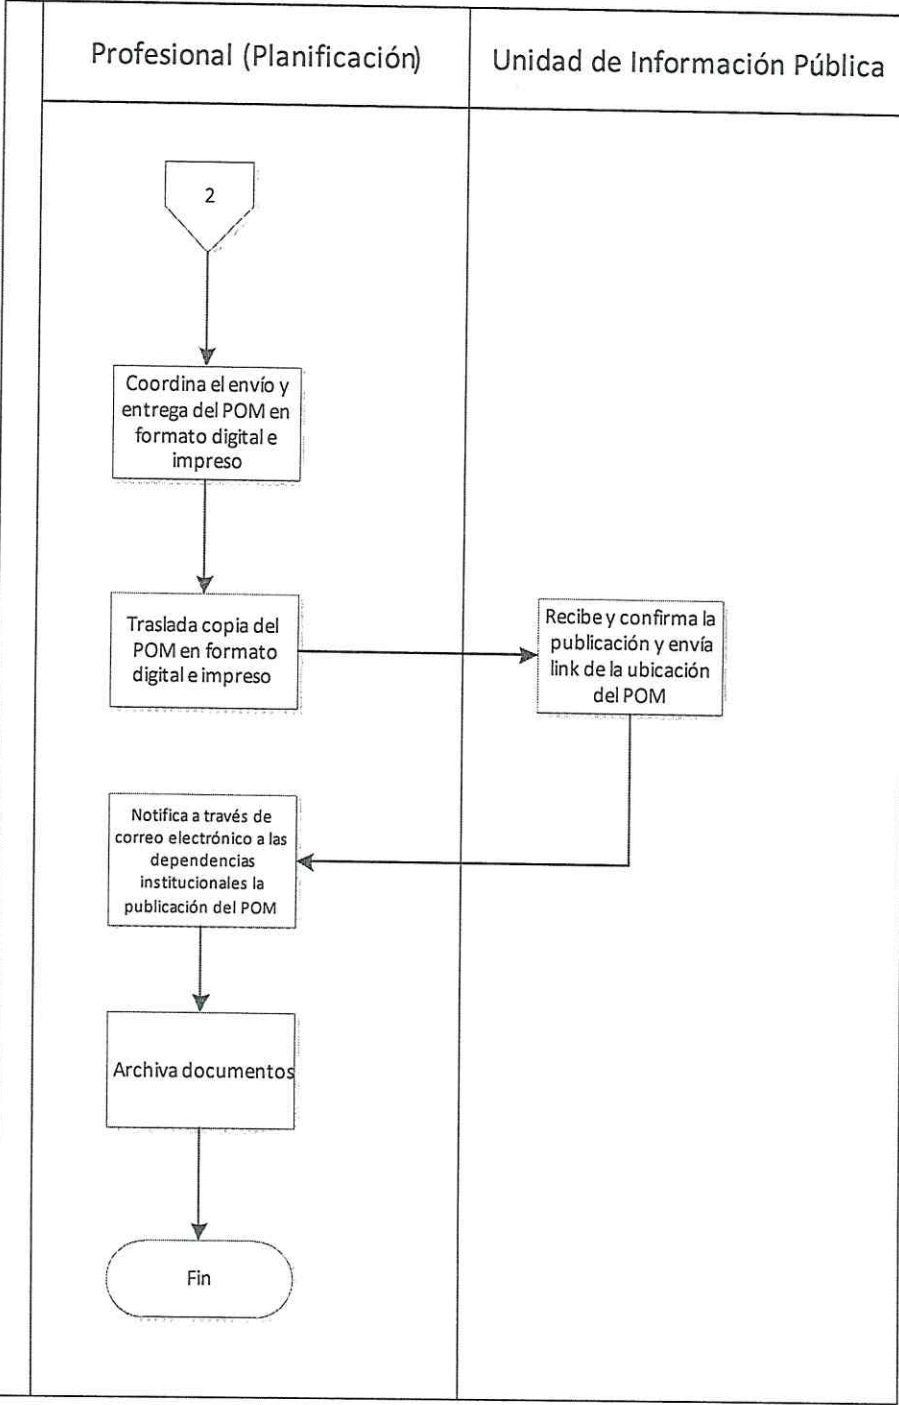 Profesional (Planificación)
Unidad de Información Pública
2
Coordina el envío y
entrega del POM en
formato digital e
impreso
Traslada copia del
POM en formato
digital e impreso
Recibe y confirma la
publicación y envía
link de la ubicación
del POM
Notifica a través de
correo electrónico a las
dependencias
institucionales la
publicación del POM
Archiva documentos
Fin